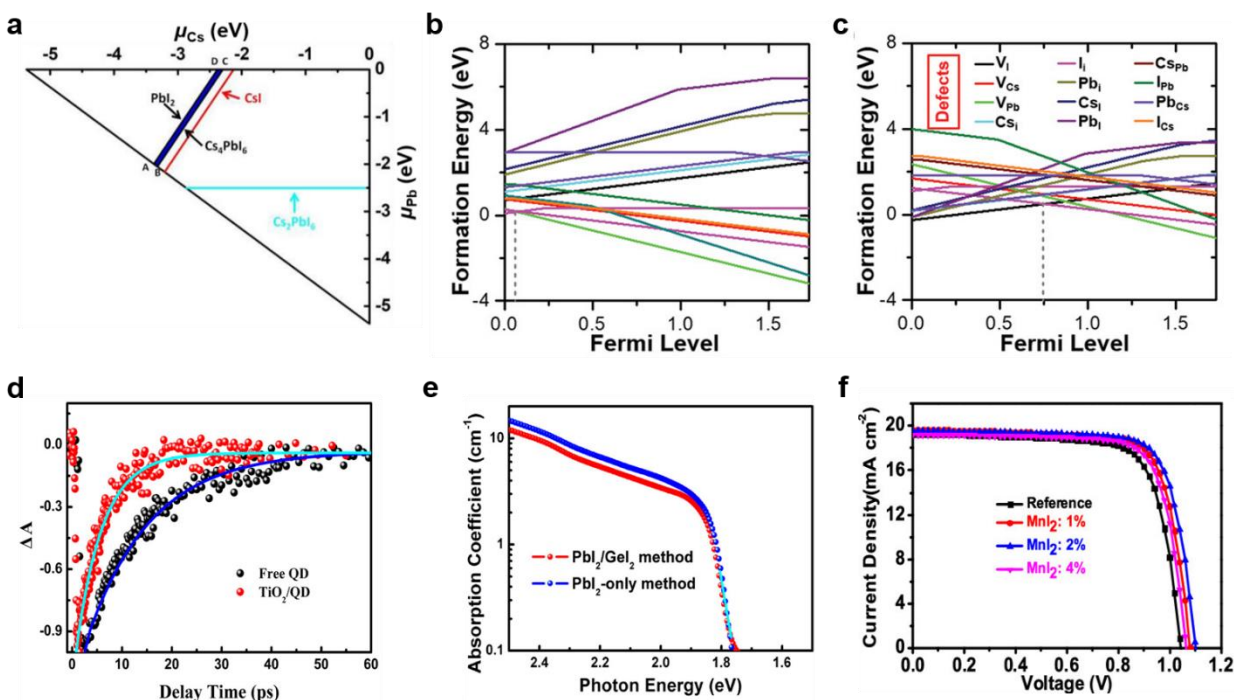 a
μCs (eV)
-5 -4 -3 -2 -1 0
D C
PbI2
CsI
Cs4PbI6
A B
Cs2PbI6
0
-1
-2
-3
-4
-5
μPb (eV)
b
Formation Energy (eV)
8
4
0
-4
0.0 0.5 1.0 1.5
Fermi Level
c
Formation Energy (eV)
8
4
0
-4
Defects
VI Ii CsPb
VCs Pbi IPb
VPb CsI PbCs
Csi PbI ICs
0.0 0.5 1.0 1.5
Fermi Level
d
Δ A
0.0
-0.3
-0.6
-0.9
Free QD
TiO2/QD
0 10 20 30 40 50 60
Delay Time (ps)
e
Absorption Coefficient (cm-1)
10
1
0.1
PbI2/GeI2 method
PbI2-only method
2.4 2.2 2.0 1.8 1.6
Photon Energy (eV)
f
Current Density(mA cm-2)
20
16
12
8
4
0
Reference
MnI2: 1%
MnI2: 2%
MnI2: 4%
0.0 0.2 0.4 0.6 0.8 1.0 1.2
Voltage (V)